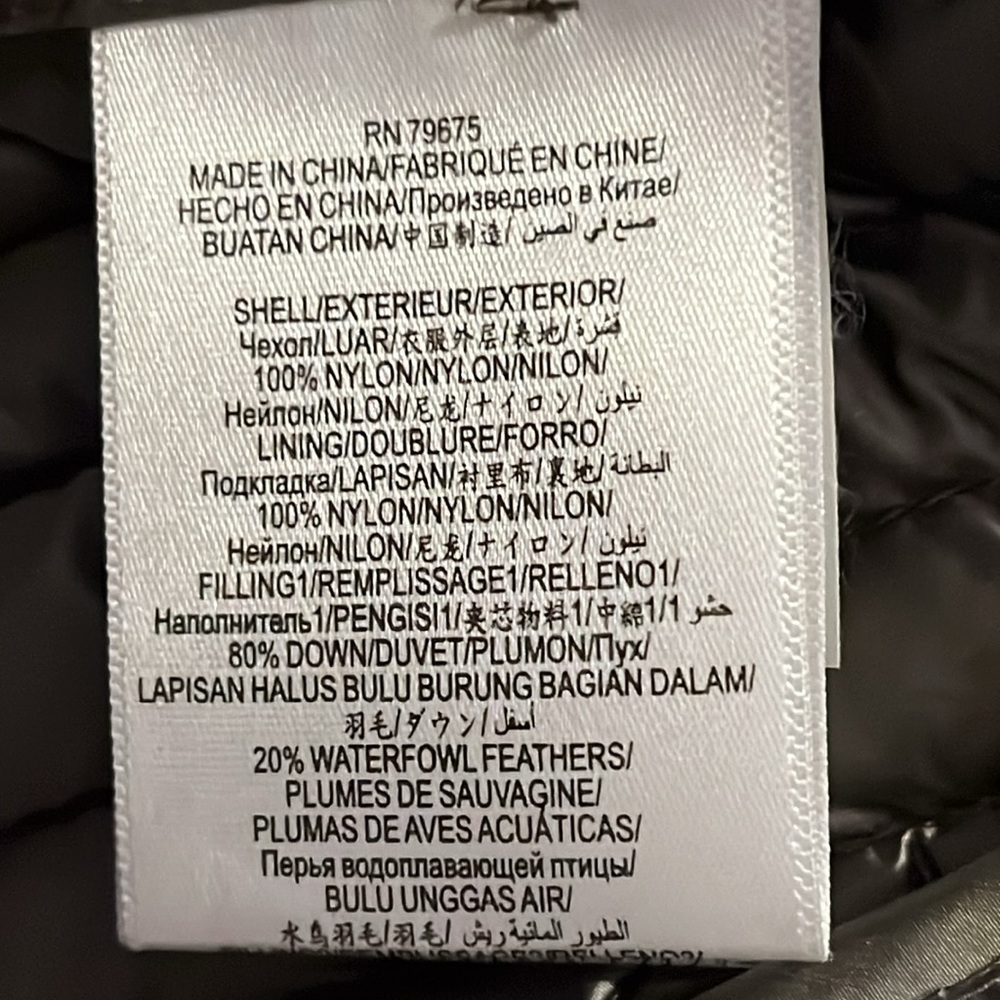 RN 79675
MADE IN CHINA/FABRIQUÉ EN CHINE/
HECHO EN CHINA/Произведено в Китае/
BUATAN CHINA/中国制造/ صنع في الصين
SHELL/EXTERIEUR/EXTERIOR/
Чехол/LUAR/衣服外层/表地/قشرة
100% NYLON/NYLON/NILON/
Нейлон/NILON/尼龙/ナイロン/ نيلون
LINING/DOUBLURE/FORRO/
Подкладка/LAPISAN/衬里布/裏地/البطانة
100% NYLON/NYLON/NILON/
Нейлон/NILON/尼龙/ナイロン/ نيلون
FILLING1/REMPLISSAGE1/RELLENO1/
Наполнитель1/PENGISI1/夹芯物料1/中綿1/1 حشو
80% DOWN/DUVET/PLUMON/Пух/
LAPISAN HALUS BULU BURUNG BAGIAN DALAM/
羽毛/ダウン/أسفل
20% WATERFOWL FEATHERS/
PLUMES DE SAUVAGINE/
PLUMAS DE AVES ACUÁTICAS/
Перья водоплавающей птицы/
BULU UNGGAS AIR/
水鸟羽毛/羽毛/ الطيور المائية ريش